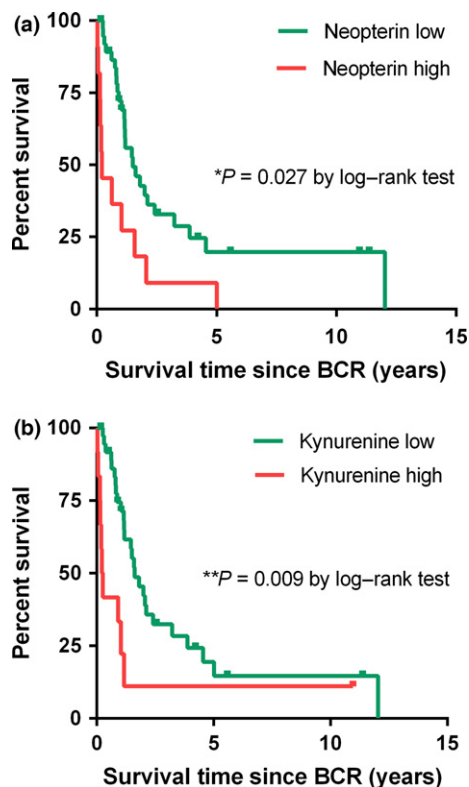 (a)
100
75
50
25
0
Percent survival
Neopterin low
Neopterin high
*P = 0.027 by log–rank test
0 5 10 15
Survival time since BCR (years)
(b)
100
75
50
25
0
Percent survival
Kynurenine low
Kynurenine high
**P = 0.009 by log–rank test
0 5 10 15
Survival time since BCR (years)